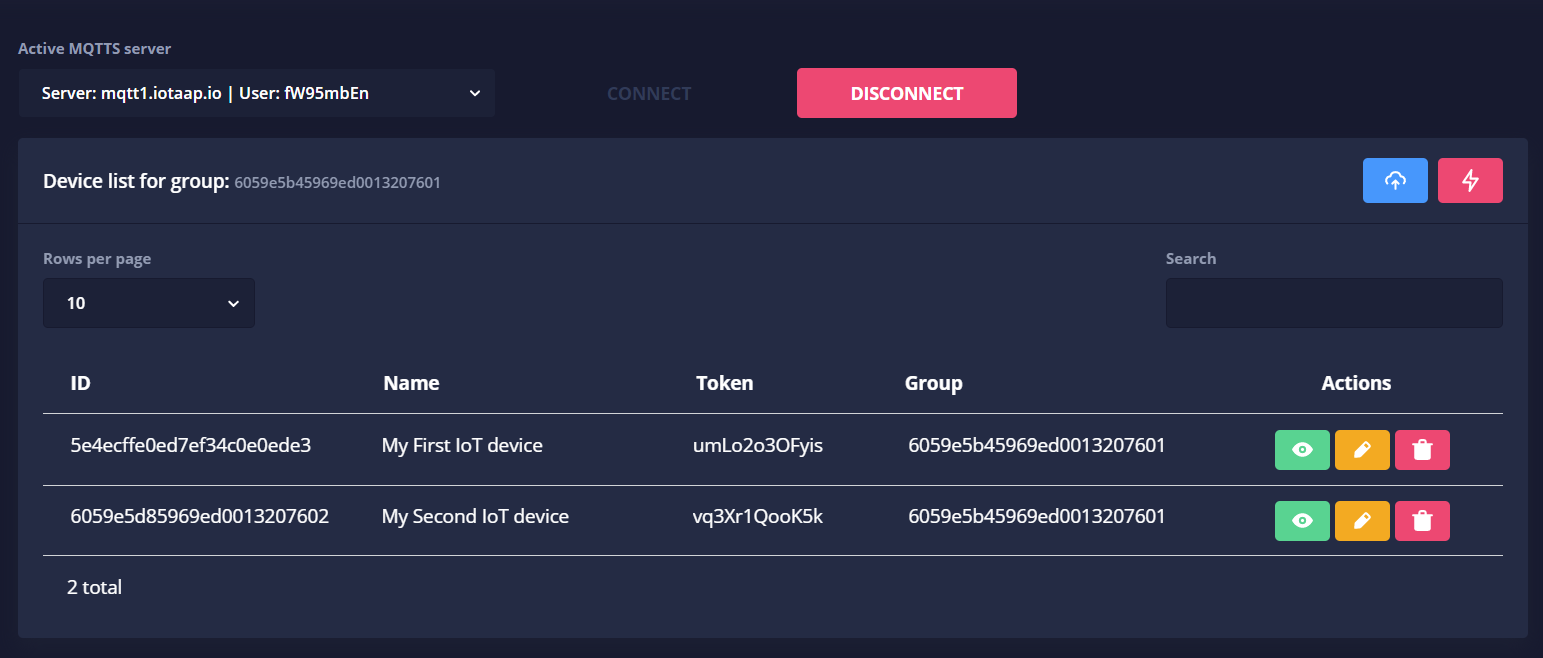 Active MQTTS server
Server: mqtt1.iotaap.io | User: fW95mbEn
CONNECT
DISCONNECT
Device list for group: 6059e5b45969ed0013207601
Rows per page
Search
10
ID Name Token Group Actions
5e4ecffe0ed7ef34c0e0ede3 My First IoT device umLo2o3OFyis 6059e5b45969ed0013207601
6059e5d85969ed0013207602 My Second IoT device vq3Xr1QooK5k 6059e5b45969ed0013207601
2 total